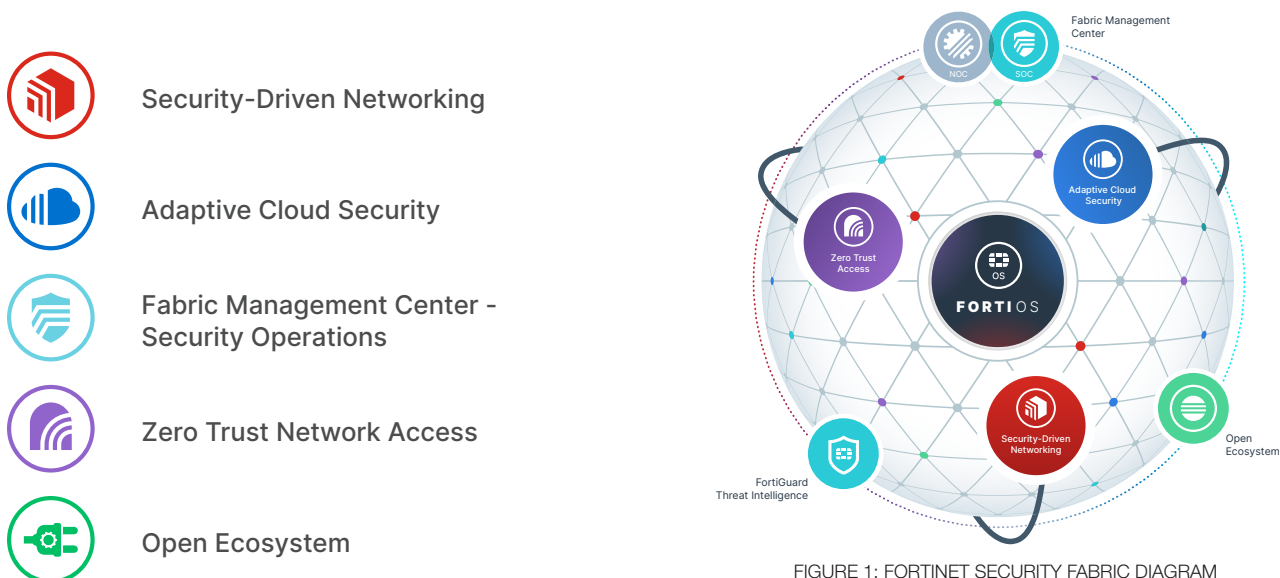 Security-Driven Networking
Adaptive Cloud Security
Fabric Management Center -
Security Operations
Zero Trust Network Access
Open Ecosystem
Fabric Management
Center
NOC
SOC
Adaptive Cloud
Security
Zero Trust
Access
OS
FORTIOS
Security-Driven
Networking
Open
Ecosystem
FortiGuard
Threat Intelligence
FIGURE 1: FORTINET SECURITY FABRIC DIAGRAM